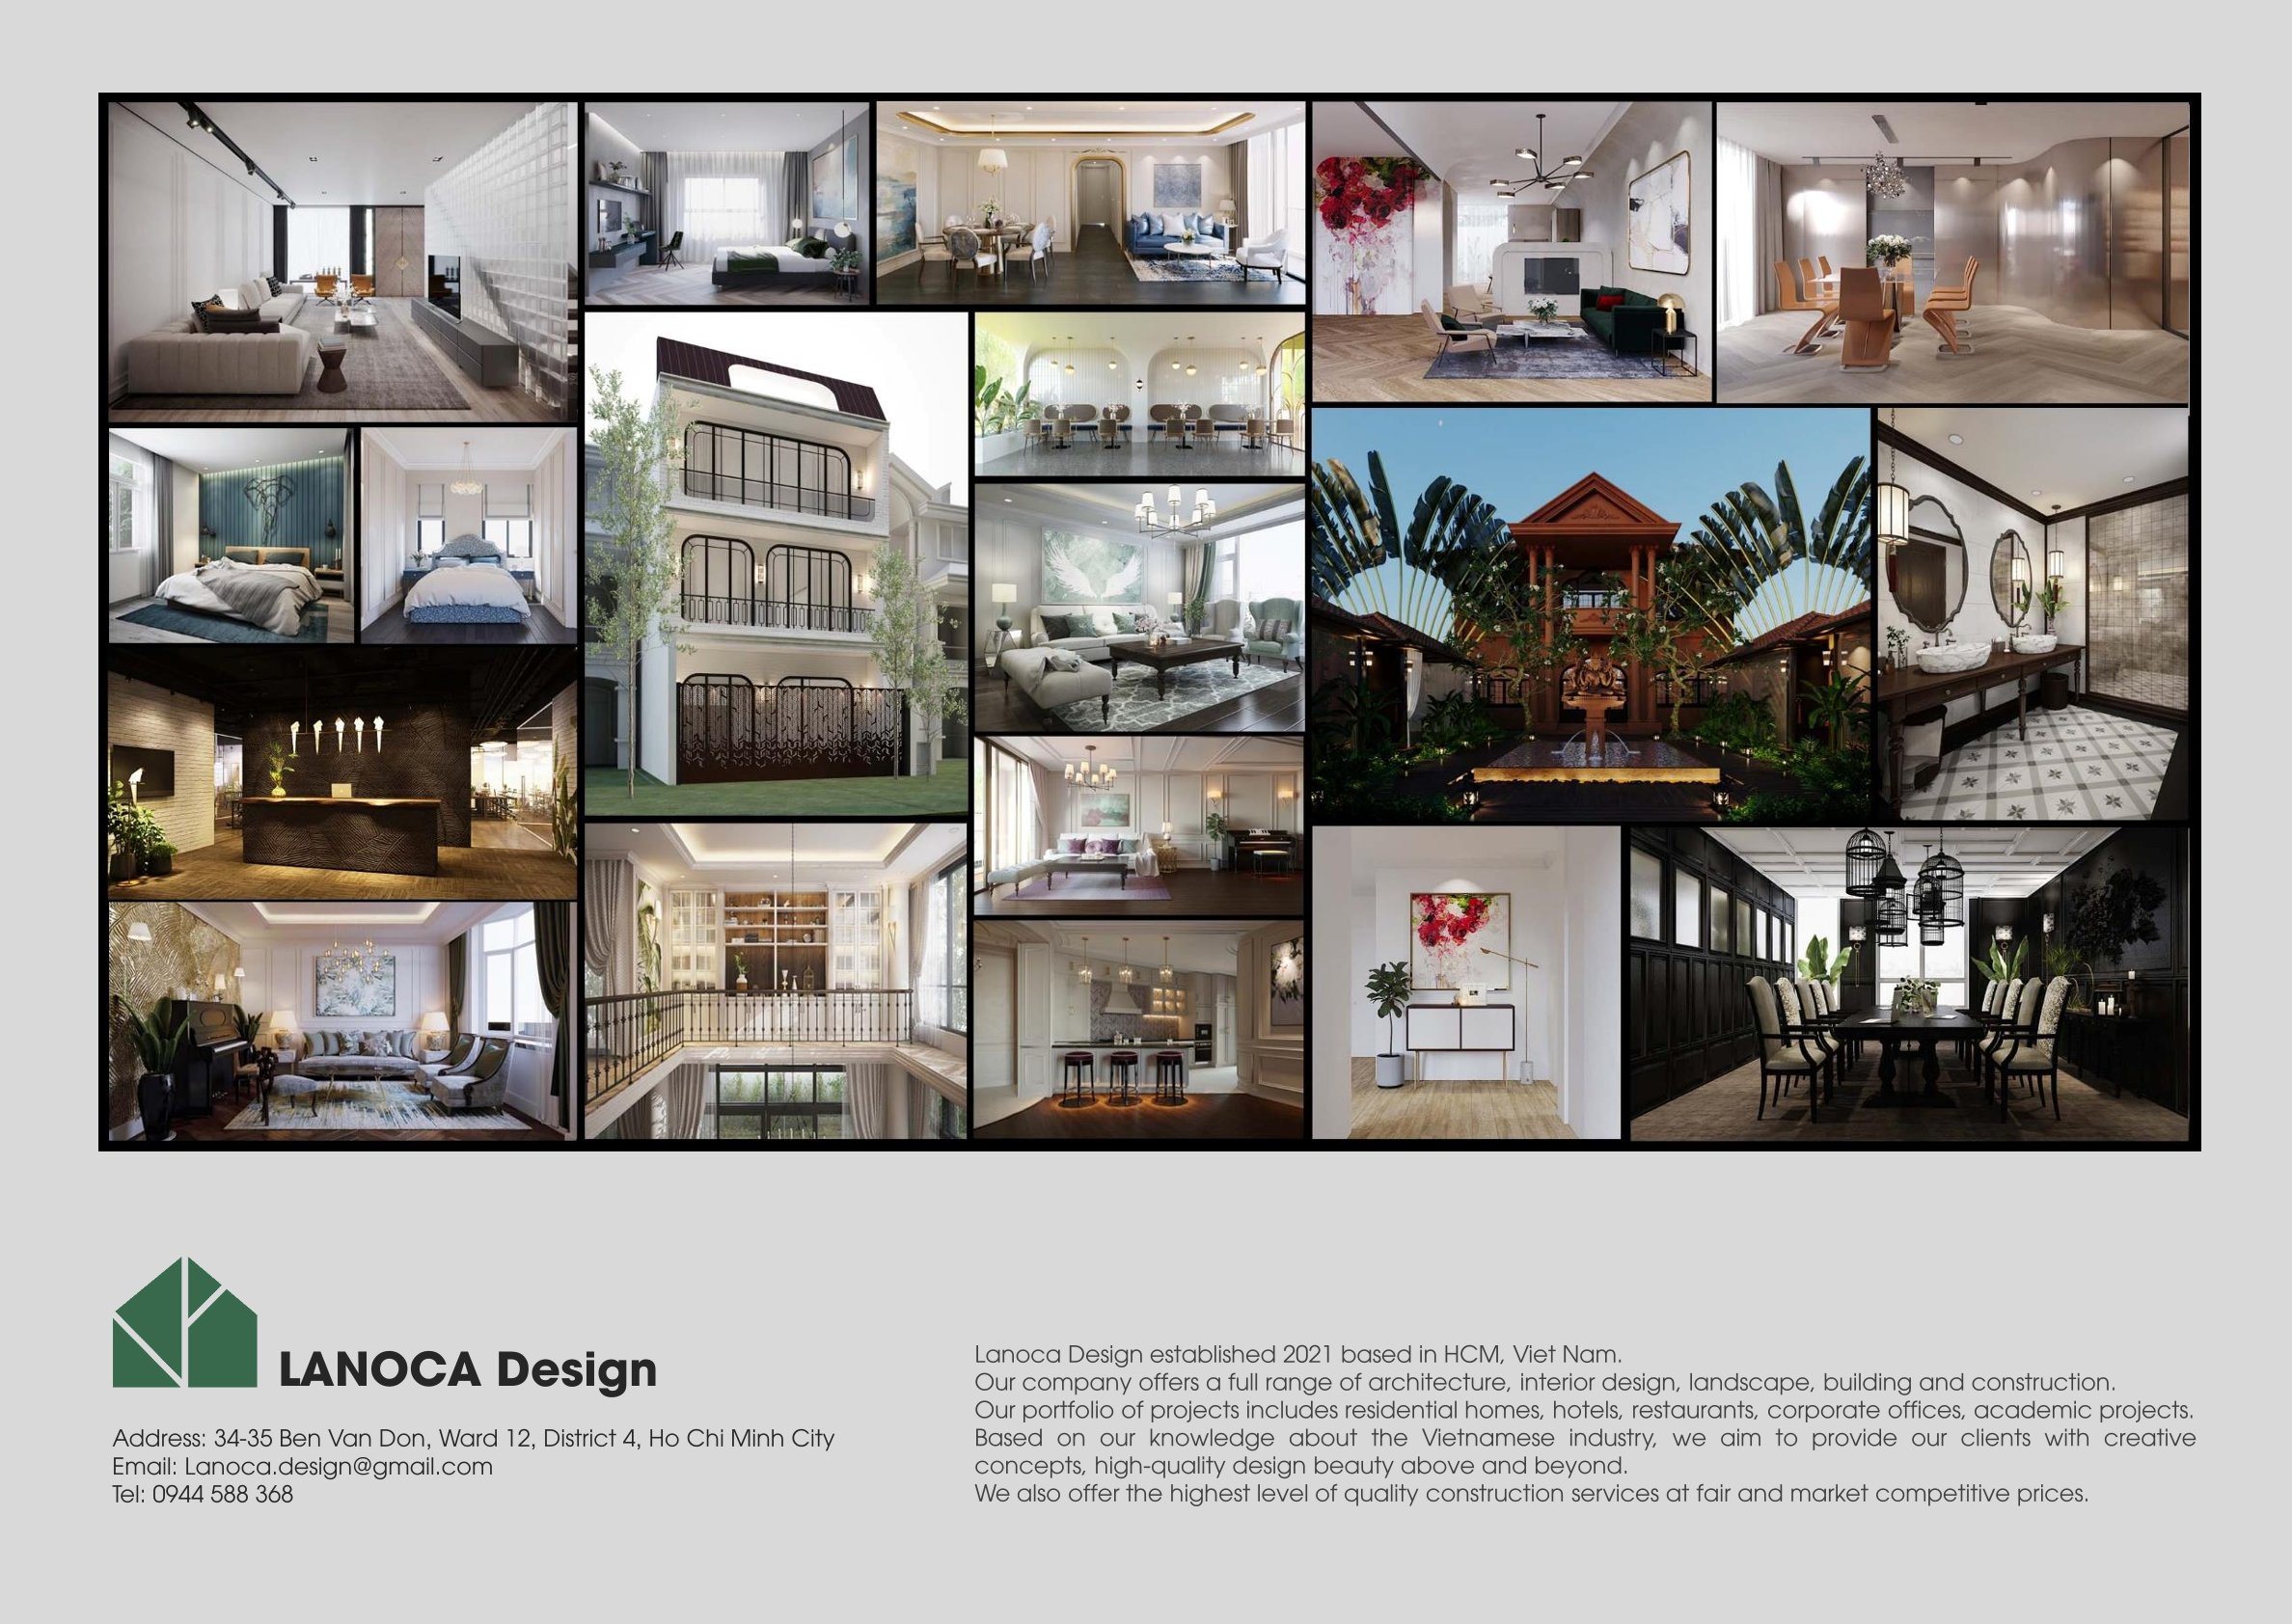 LANOCA Design
Address: 34-35 Ben Van Don, Ward 12, District 4, Ho Chi Minh City
Email: Lanoca.design@gmail.com
Tel: 0944 588 368
Lanoca Design established 2021 based in HCM, Viet Nam.
Our company offers a full range of architecture, interior design, landscape, building and construction.
Our portfolio of projects includes residential homes, hotels, restaurants, corporate offices, academic projects.
Based on our knowledge about the Vietnamese industry, we aim to provide our clients with creative
concepts, high-quality design beauty above and beyond.
We also offer the highest level of quality construction services at fair and market competitive prices.